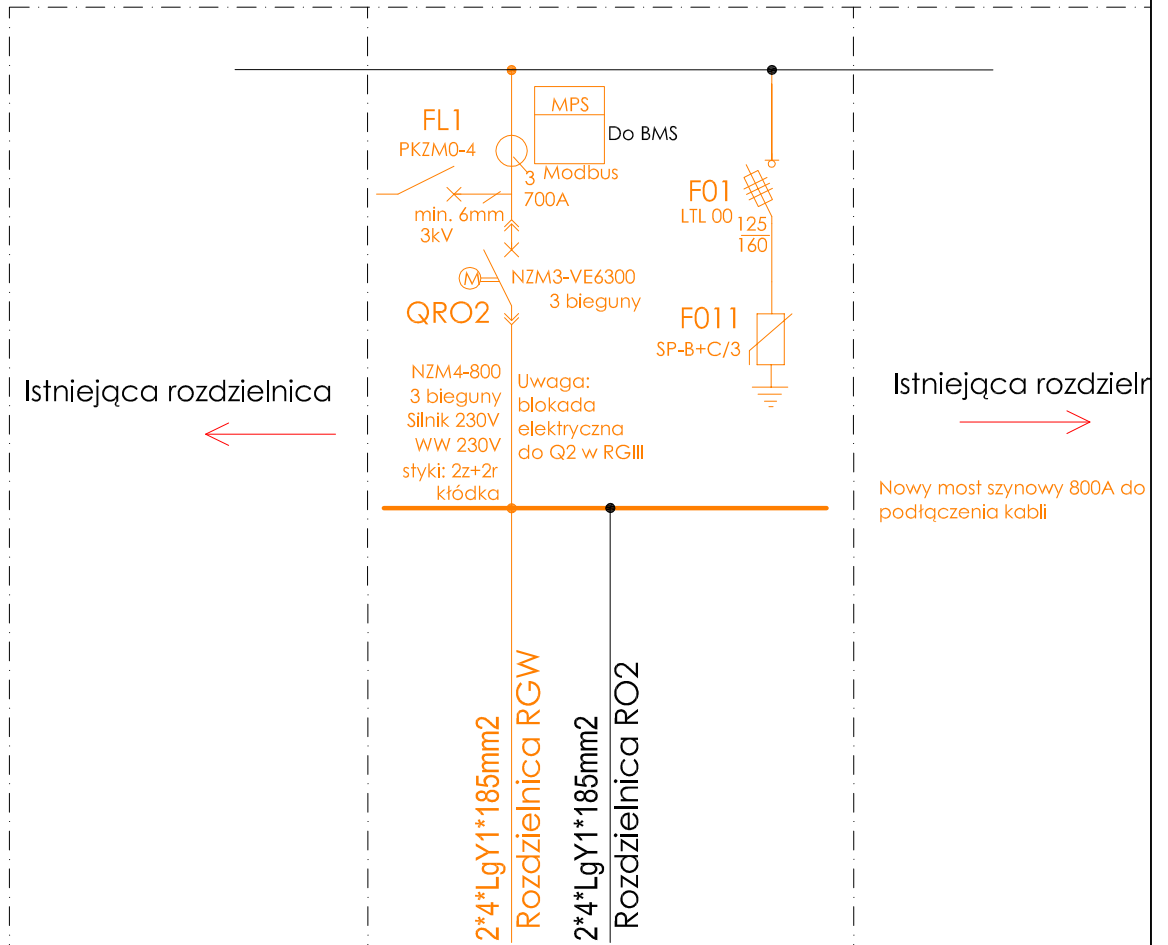 MPS
Do BMS
FL1
PKZM0-4
3
Modbus
700A
min. 6mm
3kV
F01
LTL 00
125
160
NZM3-VE6300
3 bieguny
QRO2
M
F011
SP-B+C/3
NZM4-800
3 bieguny
Silnik 230V
WW 230V
styki: 2z+2r
kłódka
Uwaga:
blokada
elektryczna
do Q2 w RGIII
Istniejąca rozdzielnica
Istniejąca rozdzieln
Nowy most szynowy 800A do
podłączenia kabli
2*4*LgY1*185mm2
Rozdzielnica RGW
2*4*LgY1*185mm2
Rozdzielnica RO2